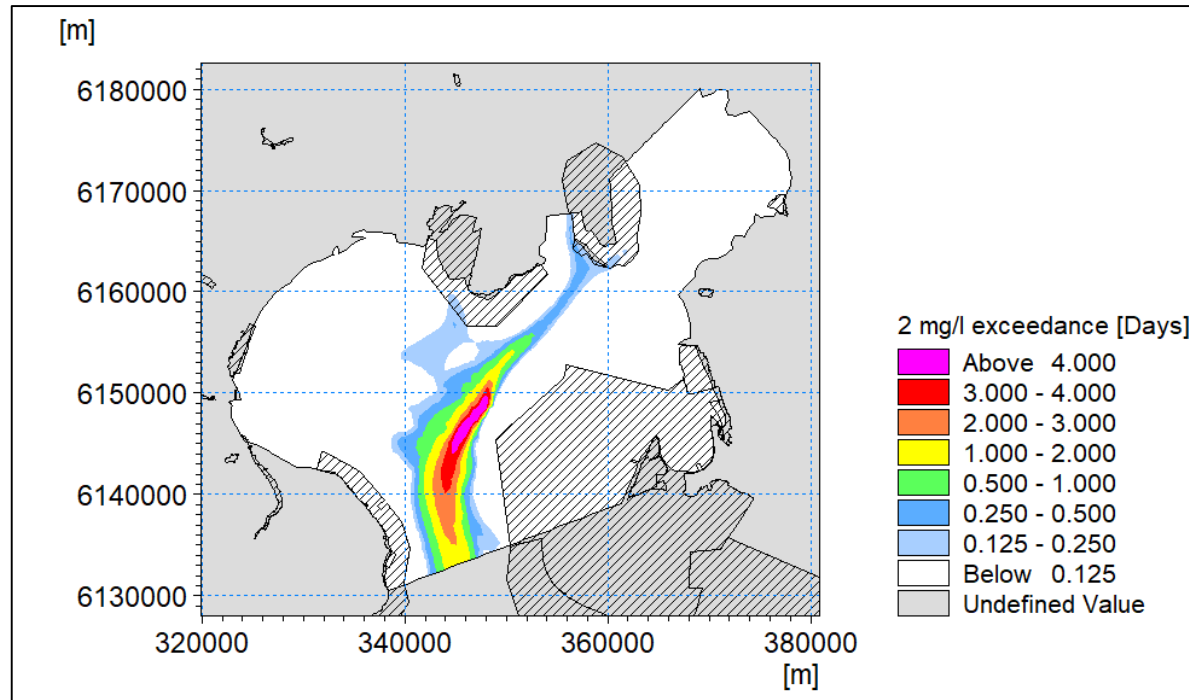 [m]
6180000
6170000
6160000
6150000
6140000
6130000
320000 340000 360000 380000
[m]
2 mg/l exceedance [Days]
Above 4.000
3.000 - 4.000
2.000 - 3.000
1.000 - 2.000
0.500 - 1.000
0.250 - 0.500
0.125 - 0.250
Below 0.125
Undefined Value